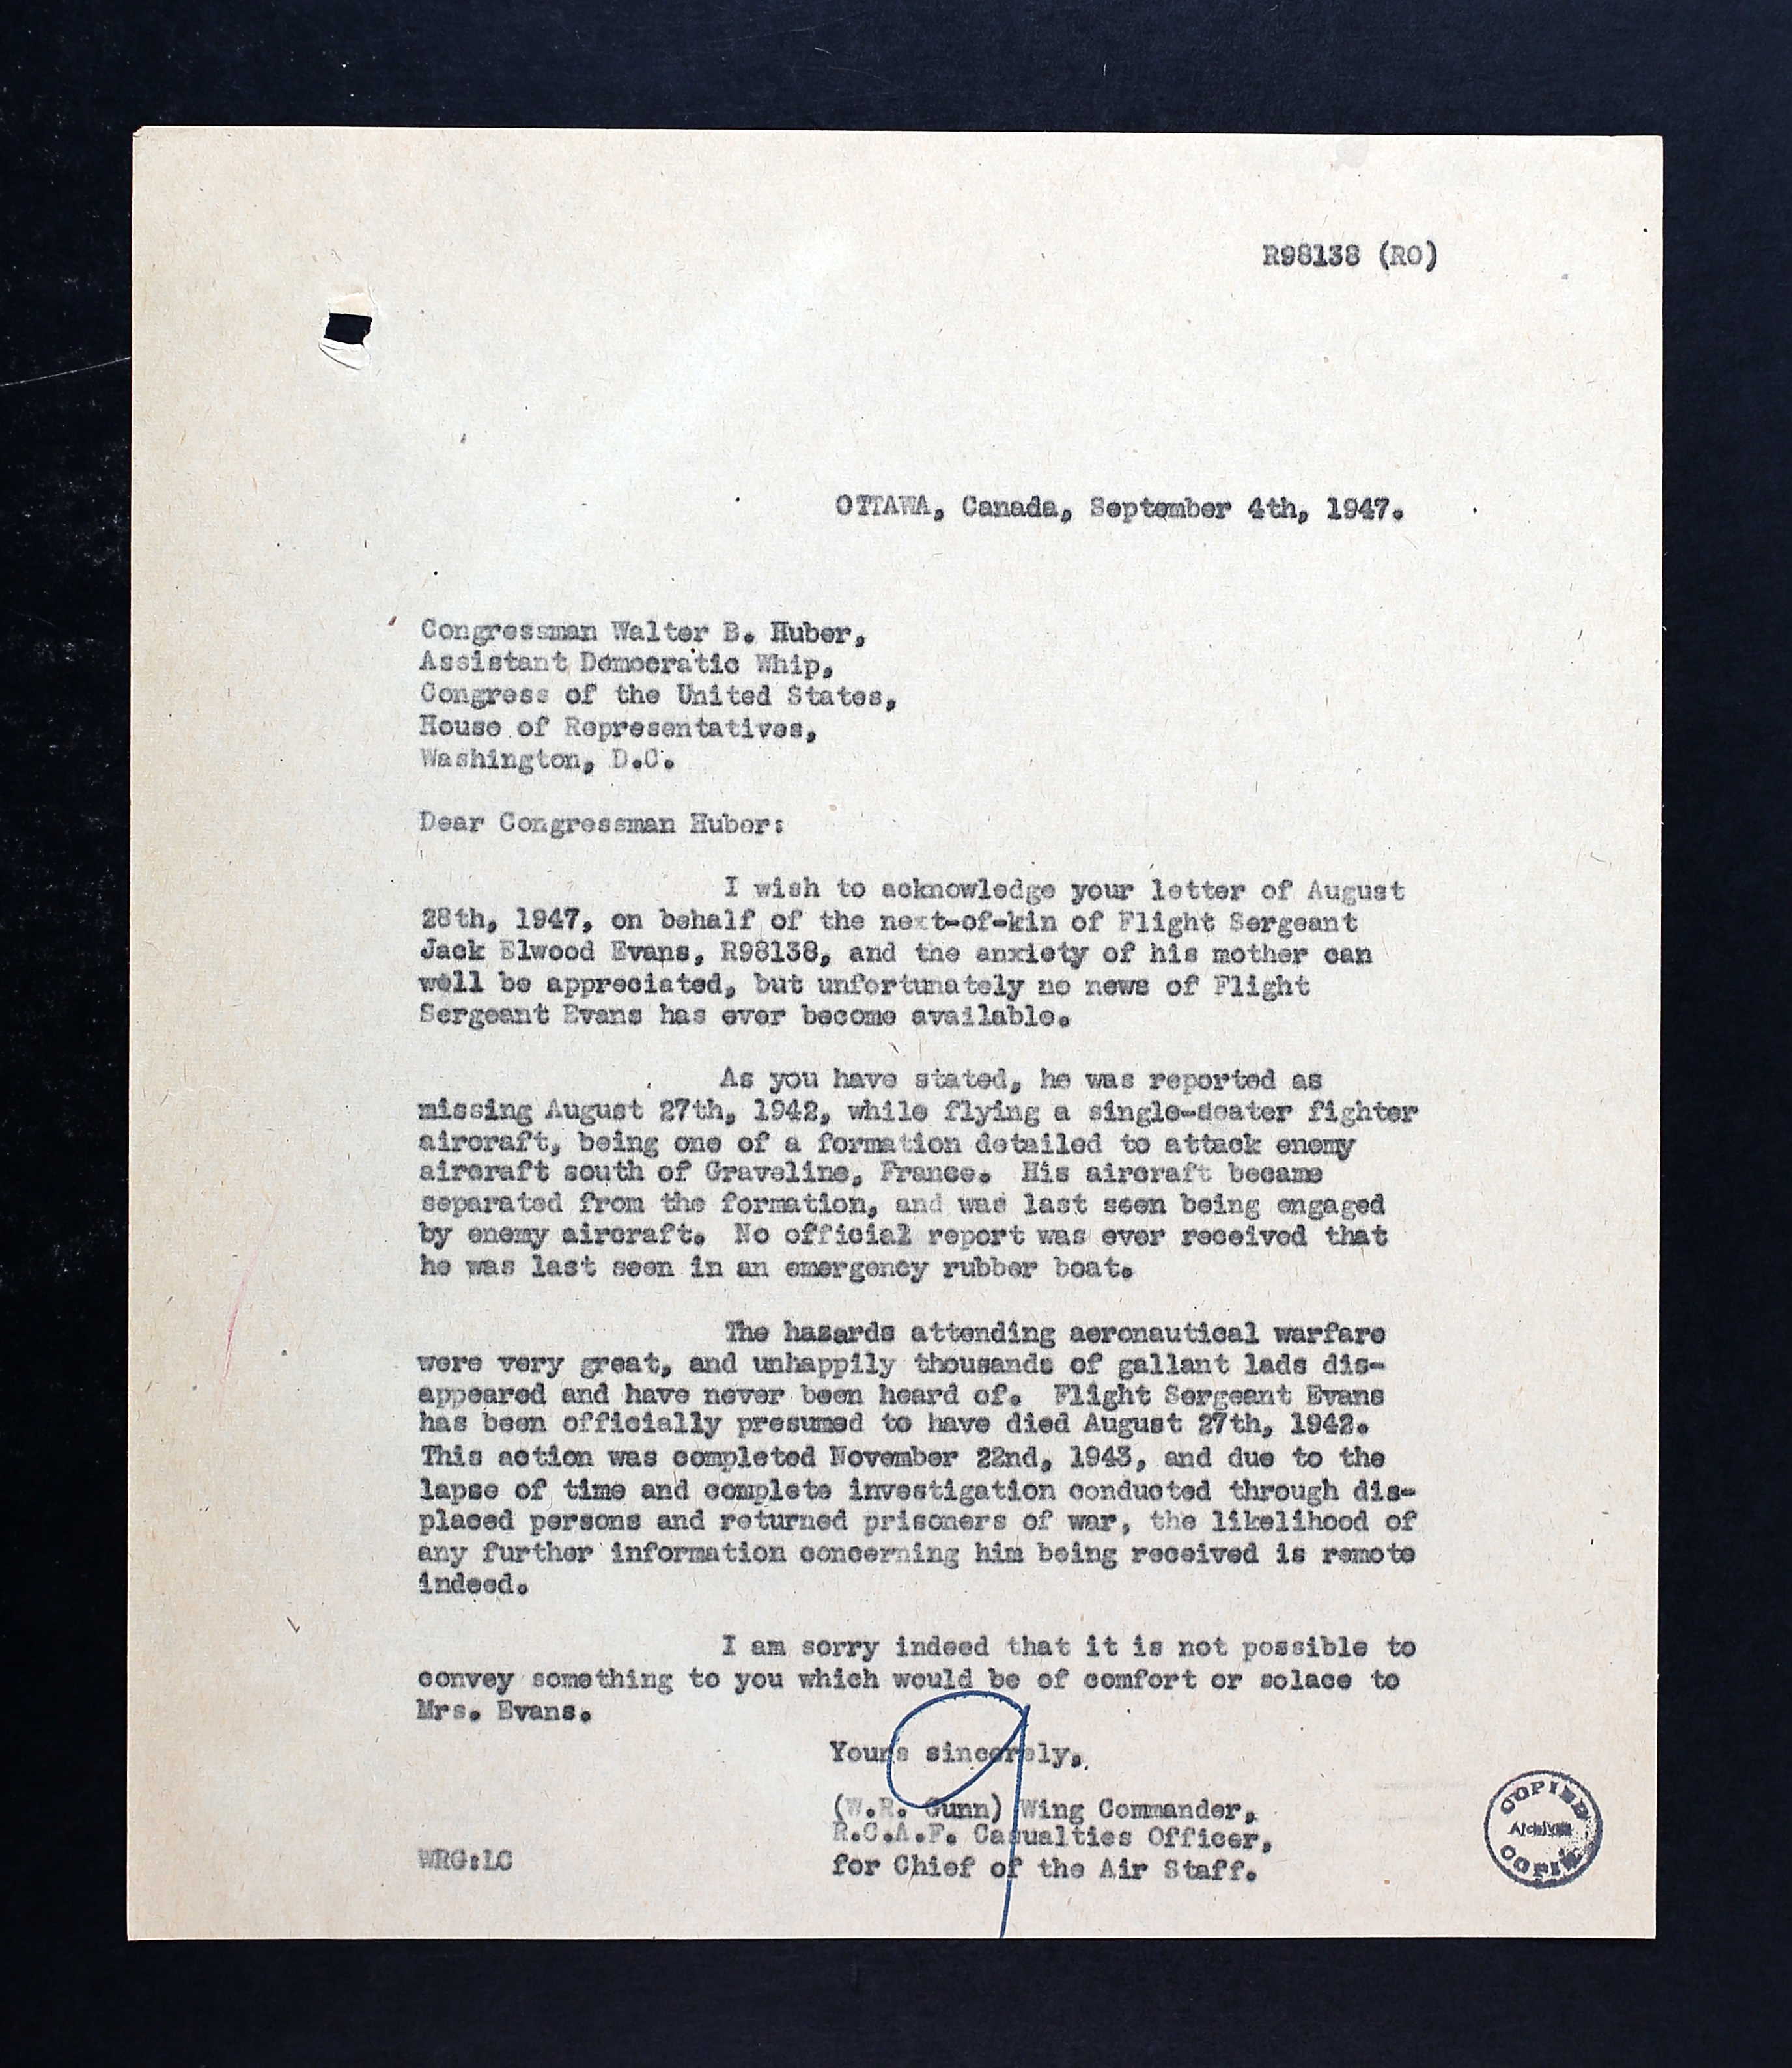 R98138 (RO)
OTTAWA, Canada, September 4th, 1947.
Congressman Walter B. Huber,
Assistant Democratic Whip,
Congress of the United States,
House of Representatives,
Washington, D.C.
Dear Congressman Huber:
I wish to acknowledge your letter of August
28th, 1947, on behalf of the next-of-kin of Flight Sergeant
Jack Elwood Evans, R98138, and the anxiety of his mother can
well be appreciated, but unfortunately no news of Flight
Sergeant Evans has ever become available.
As you have stated, he was reported as
missing August 27th, 1942, while flying a single-seater fighter
aircraft, being one of a formation detailed to attack enemy
aircraft south of Graveline, France. His aircraft became
separated from the formation, and was last seen being engaged
by enemy aircraft. No official report was ever received that
he was last seen in an emergency rubber boat.
The hazards attending aeronautical warfare
were very great, and unhappily thousands of gallant lads dis-
appeared and have never been heard of. Flight Sergeant Evans
has been officially presumed to have died August 27th, 1942.
This action was completed November 22nd, 1943, and due to the
lapse of time and complete investigation conducted through dis-
placed persons and returned prisoners of war, the likelihood of
any further information concerning him being received is remote
indeed.
I am sorry indeed that it is not possible to
convey something to you which would be of comfort or solace to
Mrs. Evans.
Yours sincerely,
(W.R. Gunn) Wing Commander,
R.C.A.F. Casualties Officer,
for Chief of the Air Staff.
WRG:LC
COPIED
Archives
COPIE